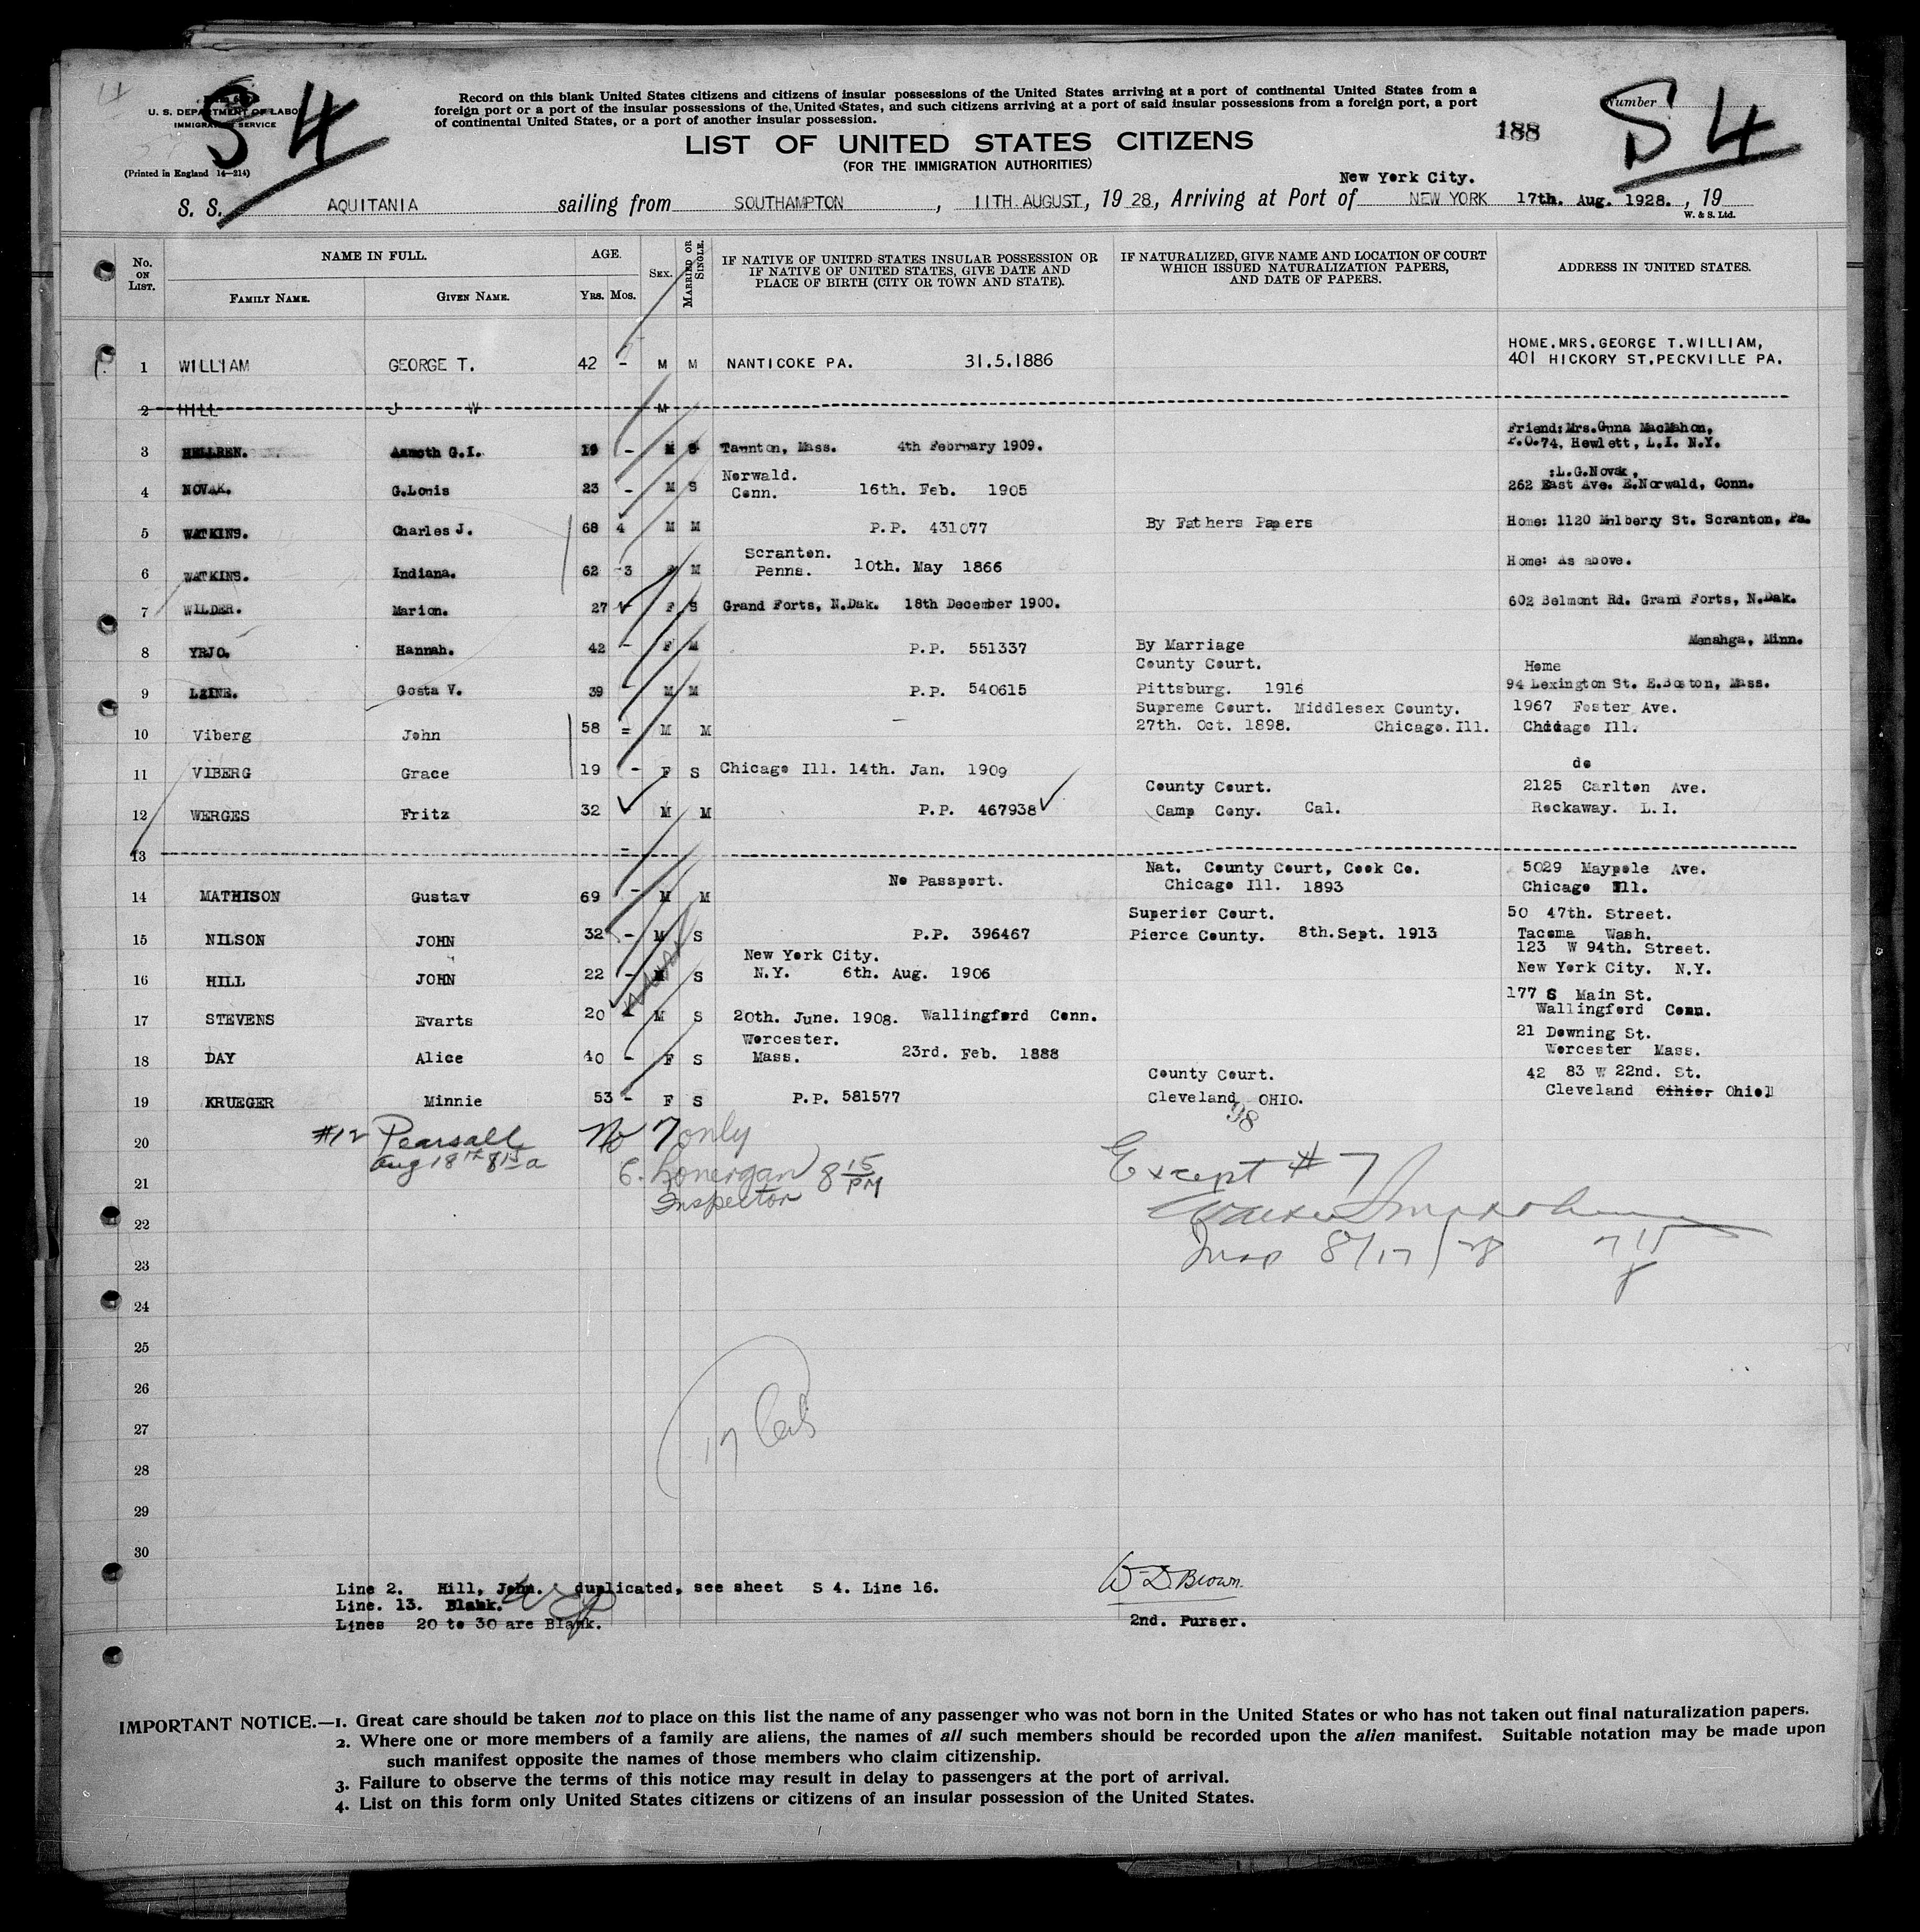 U. S. DEPARTMENT OF LABOR
IMMIGRATION SERVICE
(Printed in England 14—214)
S 4
Record on this blank United States citizens and citizens of insular possessions of the United States arriving at a port of continental United States from a
foreign port or a port of the insular possessions of the United States, and such citizens arriving at a port of said insular possessions from a foreign port, a port
of continental United States, or a port of another insular possession.
Number
S 4
188
LIST OF UNITED STATES CITIZENS
(FOR THE IMMIGRATION AUTHORITIES)
New York City.
S. S. AQUITANIA sailing from SOUTHAMPTON, 11TH AUGUST, 1928, Arriving at Port of NEW YORK 17th. Aug. 1928., 19
W. & S. Ltd.
No. ON LIST. NAME IN FULL. FAMILY NAME. GIVEN NAME. AGE. YRS. MOS. SEX. MARRIED OR SINGLE.
IF NATIVE OF UNITED STATES INSULAR POSSESSION OR
IF NATIVE OF UNITED STATES, GIVE DATE AND
PLACE OF BIRTH (CITY OR TOWN AND STATE).
IF NATURALIZED, GIVE NAME AND LOCATION OF COURT
WHICH ISSUED NATURALIZATION PAPERS,
AND DATE OF PAPERS.
ADDRESS IN UNITED STATES.
HOME. MRS. GEORGE T. WILLIAM,
1 WILLIAM GEORGE T. 42 - M M NANTICOKE PA. 31.5.1886 401 HICKORY ST. PECKVILLE PA.
2 HILL J W M
Friend: Mrs. Guna MacMahon,
3 HELLREN. G.I. 19 - M S Taunton, Mass. 4th February 1909. P.O. 74, Hewlett, L.I. N.Y.
Norwald. :L.G. Novak,
4 NOVAK. G. Louis 23 - M S Conn. 16th. Feb. 1905 262 East Ave. E. Norwald, Conn.
5 WATKINS. Charles J. 68 4 M M P.P. 431077 By Fathers Papers Home: 1120 Mulberry St. Scranton, Pa.
Scranton.
6 WATKINS. Indiana. 62 3 M Penna. 10th. May 1866 Home: As above.
7 WILDER. Marion. 27 F S Grand Forts, N.Dak. 18th December 1900. 602 Belmont Rd. Grand Forts, N.Dak.
8 YRJO. Hannah. 42 - F M P.P. 551337 By Marriage Menahga, Minn.
County Court. Home
9 LAINE. Gosta V. 39 - M M P.P. 540615 Pittsburg. 1916 94 Lexington St. E. Boston, Mass.
Supreme Court. Middlesex County. 1967 Foster Ave.
10 Viberg John 58 = M M 27th. Oct. 1898. Chicago. Ill. Chicago Ill.
11 VIBERG Grace 19 - F S Chicago Ill. 14th. Jan. 1909 do
County Court. 2125 Carlton Ave.
12 WERGES Fritz 32 M M P.P. 467938 Camp Cony. Cal. Rockaway. L.I.
13
Nat. County Court, Cook Co. 5029 Maypole Ave.
14 MATHISON Gustav 69 - M M No Passport. Chicago Ill. 1893 Chicago Ill.
Superior Court. 50 47th. Street.
15 NILSON JOHN 32 - M S P.P. 396467 Pierce County. 8th. Sept. 1913 Tacoma Wash.
New York City. 123 W 94th. Street.
16 HILL JOHN 22 - M S N.Y. 6th. Aug. 1906 New York City. N.Y.
177 S Main St.
17 STEVENS Evarts 20 - M S 20th. June. 1908. Wallingford Conn. Wallingford Conn.
Worcester. 21 Downing St.
18 DAY Alice 40 - F S Mass. 23rd. Feb. 1888 Worcester Mass.
County Court. 42 83 W 22nd. St.
19 KRUEGER Minnie 53 - F S P.P. 581577 Cleveland OHIO. Cleveland Ohier Ohio
98
20 #12 Pearsall No 7 only
Aug 18th 8 15 a
21 C. Lonergan 8 15 PM Except # 7
Inspector
22
23 Insp 8/17/28
24
25
26
27 17 Cits
28
29
30
Line 2. Hill, John. duplicated, see sheet S 4. Line 16.
Line. 13. Blank.
Lines 20 to 30 are Blank.
W D Brown.
2nd. Purser.
IMPORTANT NOTICE.—1. Great care should be taken not to place on this list the name of any passenger who was not born in the United States or who has not taken out final naturalization papers.
2. Where one or more members of a family are aliens, the names of all such members should be recorded upon the alien manifest. Suitable notation may be made upon
such manifest opposite the names of those members who claim citizenship.
3. Failure to observe the terms of this notice may result in delay to passengers at the port of arrival.
4. List on this form only United States citizens or citizens of an insular possession of the United States.